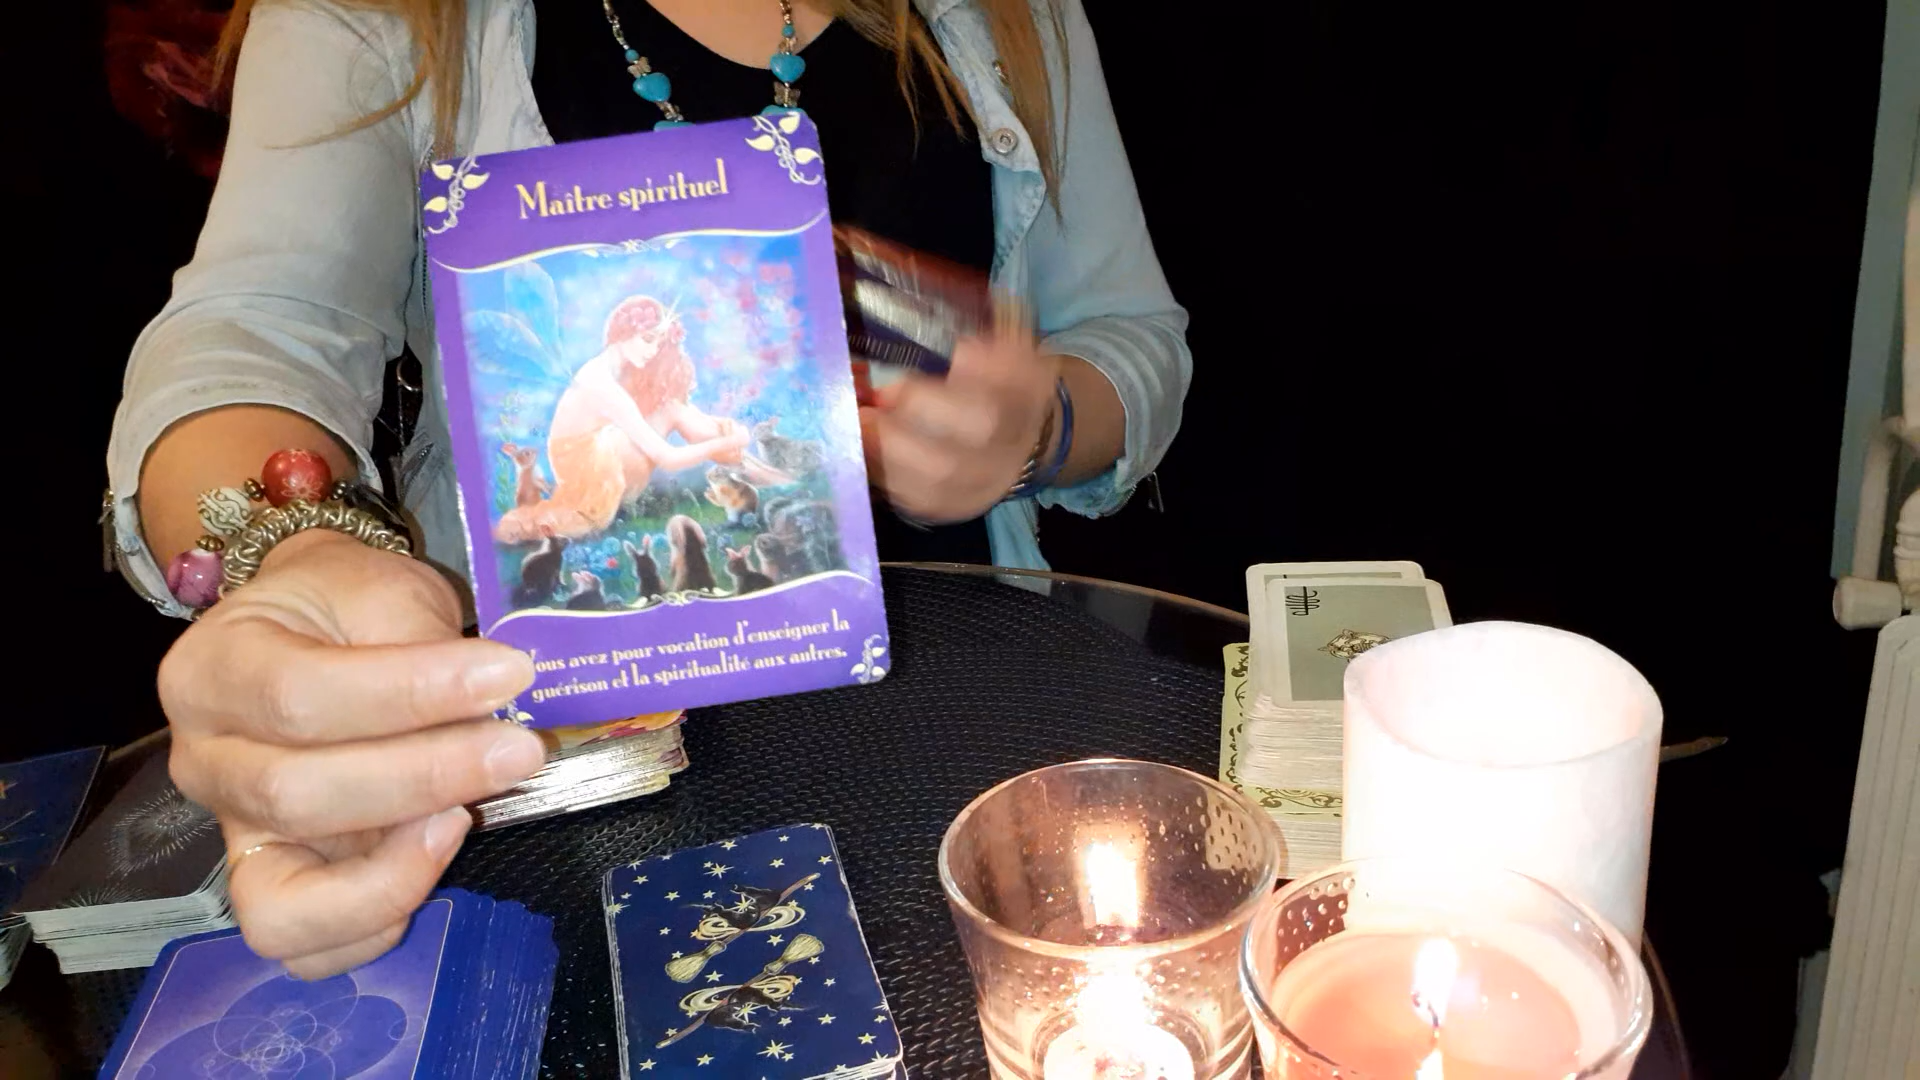 Maître spirituel
Vous avez pour vocation d'enseigner la
guérison et la spiritualité aux autres.